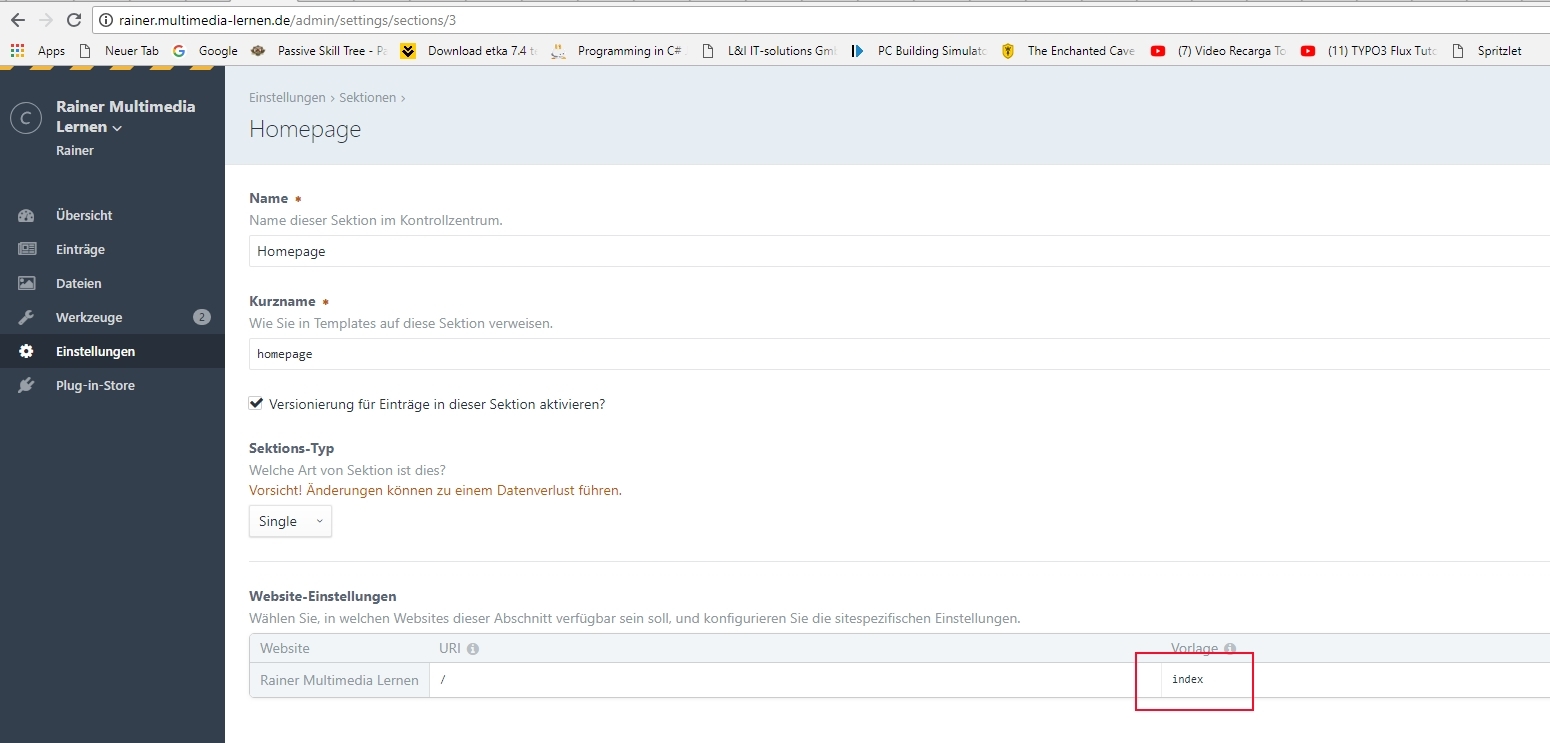 rainer.multimedia-lernen.de/admin/settings/sections/3
Apps Neuer Tab Google Passive Skill Tree - Pa Download etka 7.4 t Programming in C# L&I IT-solutions Gm PC Building Simulat The Enchanted Cave (7) Video Recarga To (11) TYPO3 Flux Tut Spritzlet
C
Rainer Multimedia
Lernen
Rainer
Übersicht
Einträge
Dateien
Werkzeuge 2
Einstellungen
Plug-in-Store
Einstellungen › Sektionen ›
Homepage
Name *
Name dieser Sektion im Kontrollzentrum.
Homepage
Kurzname *
Wie Sie in Templates auf diese Sektion verweisen.
homepage
Versionierung für Einträge in dieser Sektion aktivieren?
Sektions-Typ
Welche Art von Sektion ist dies?
Vorsicht! Änderungen können zu einem Datenverlust führen.
Single
Website-Einstellungen
Wählen Sie, in welchen Websites dieser Abschnitt verfügbar sein soll, und konfigurieren Sie die sitespezifischen Einstellungen.
Website URI Vorlage
Rainer Multimedia Lernen / index